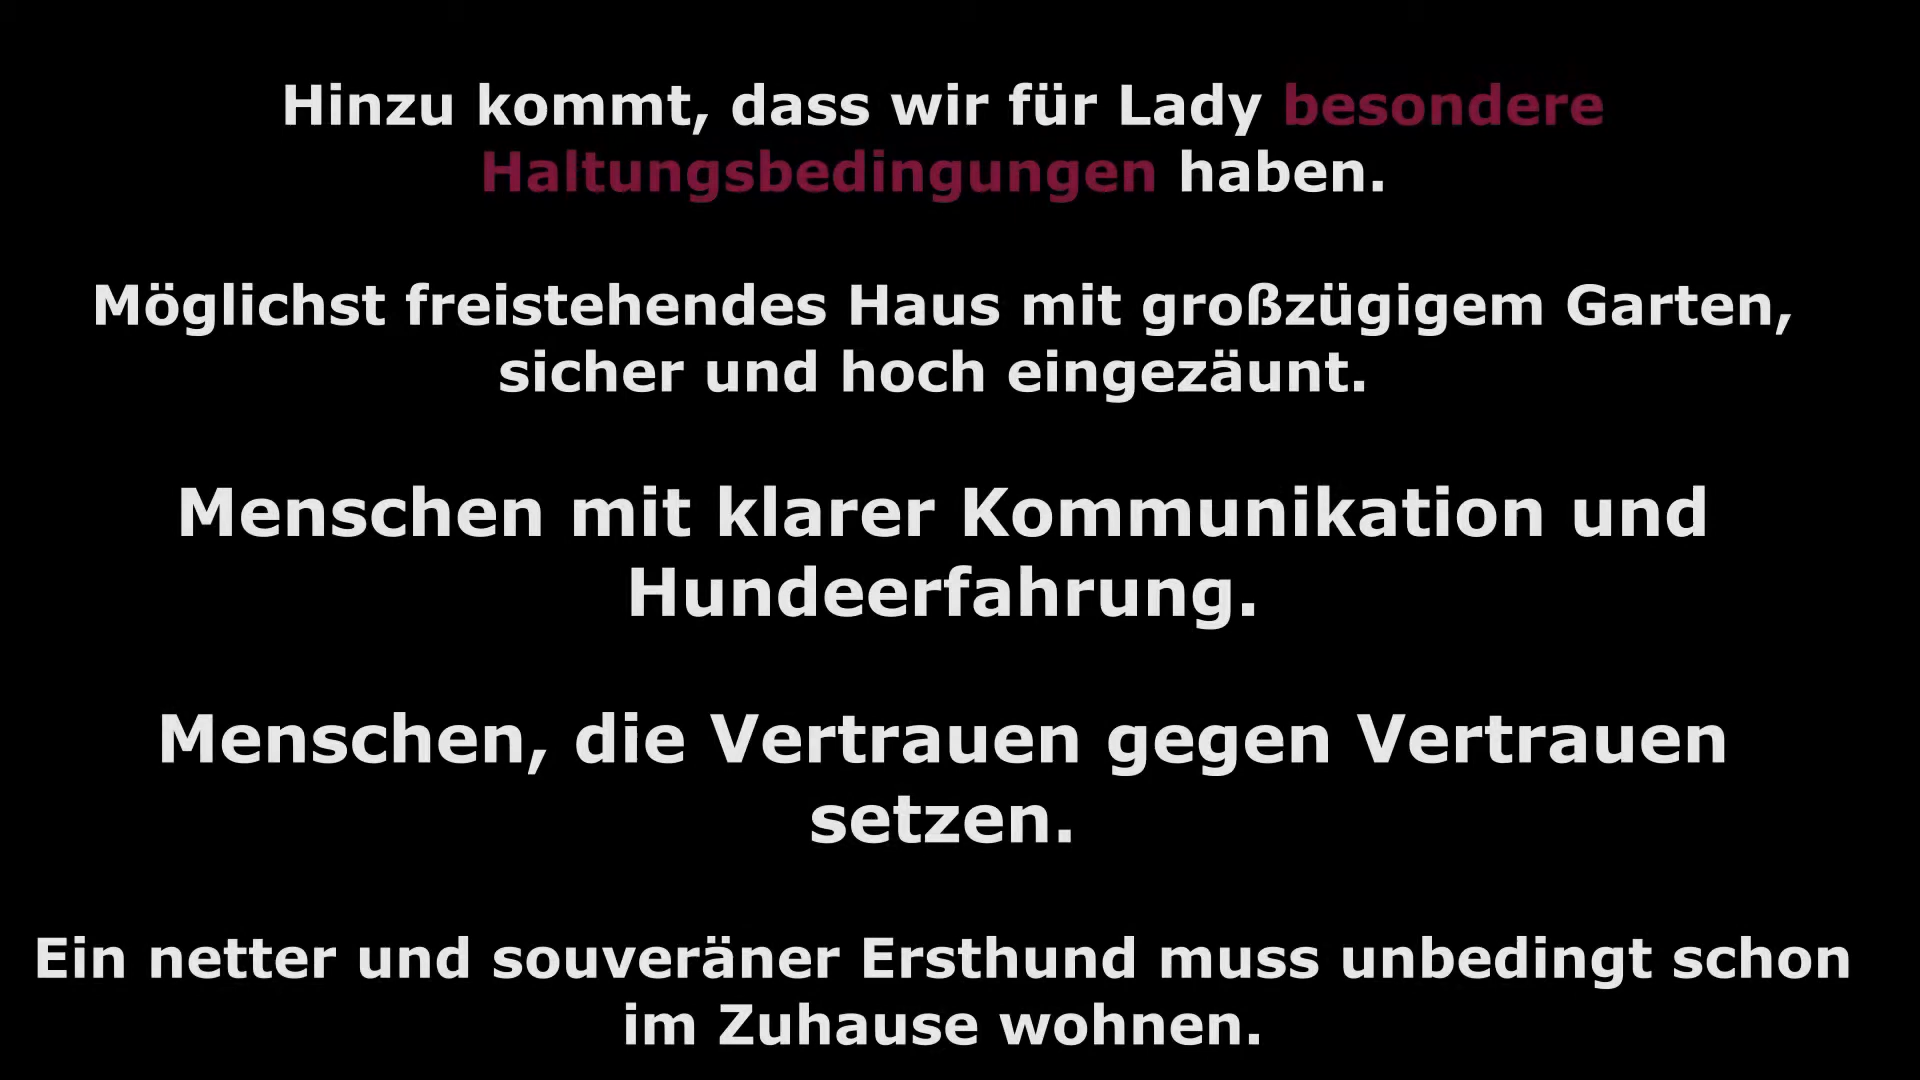 Hinzu kommt, dass wir für Lady besondere
Haltungsbedingungen haben.
Möglichst freistehendes Haus mit großzügigem Garten,
sicher und hoch eingezäunt.
Menschen mit klarer Kommunikation und
Hundeerfahrung.
Menschen, die Vertrauen gegen Vertrauen
setzen.
Ein netter und souveräner Ersthund muss unbedingt schon
im Zuhause wohnen.